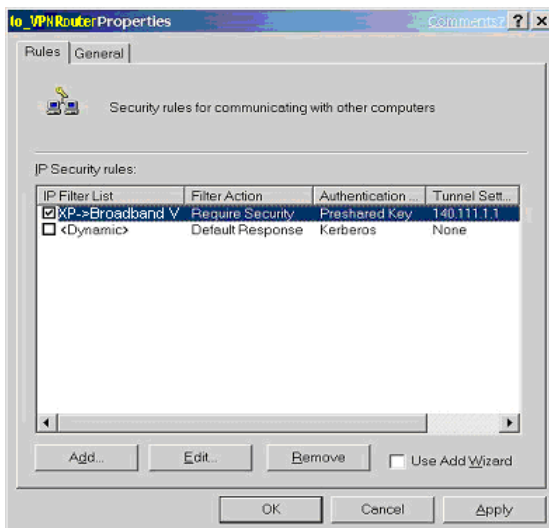 to_VPNRouter Properties Comments? ? ×
Rules General
Security rules for communicating with other computers
IP Security rules:
IP Filter List Filter Action Authentication ... Tunnel Sett...
XP->Broadband V Require Security Preshared Key 140.111.1.1
<Dynamic> Default Response Kerberos None
Add... Edit... Remove Use Add Wizard
OK Cancel Apply